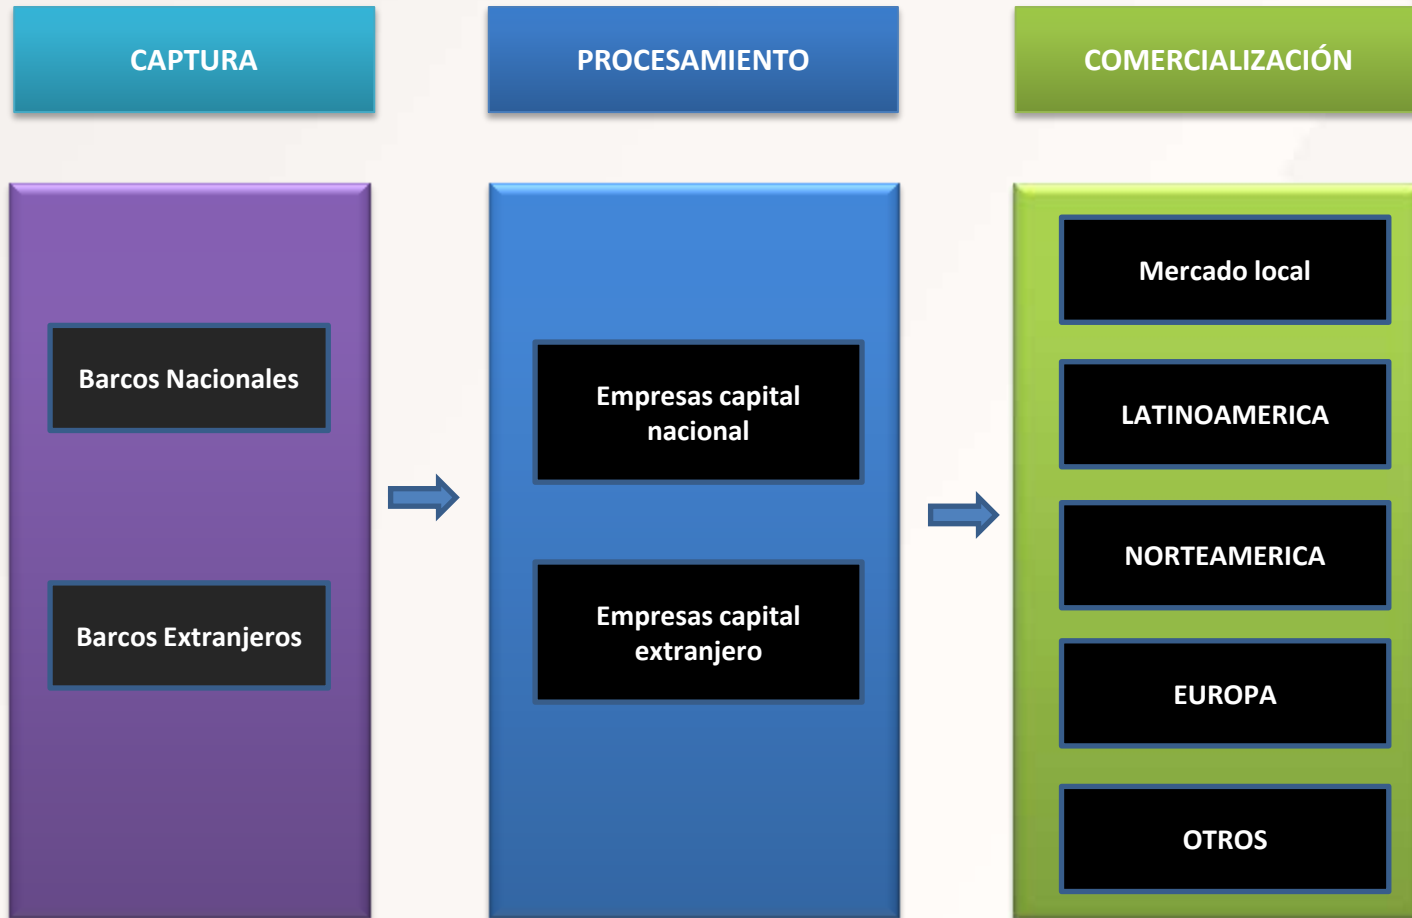 CAPTURA
PROCESAMIENTO
COMERCIALIZACIÓN
Barcos Nacionales
Barcos Extranjeros
Empresas capital
nacional
Empresas capital
extranjero
Mercado local
LATINOAMERICA
NORTEAMERICA
EUROPA
OTROS